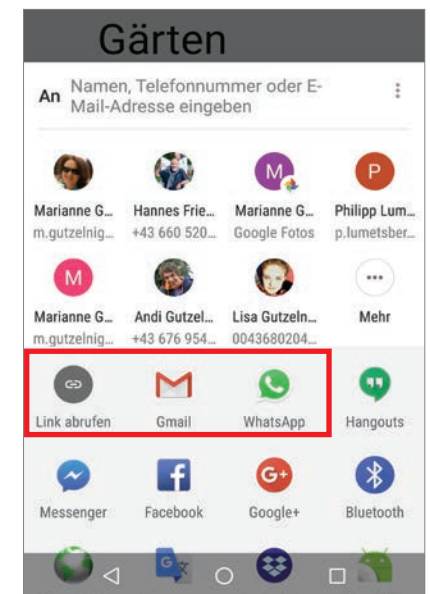 Gärten
An Namen, Telefonnummer oder E-
Mail-Adresse eingeben
M P
Marianne G... Hannes Frie... Marianne G... Philipp Lum...
m.gutzelnig... +43 660 520... Google Fotos p.lumetsber...
M
Marianne G... Andi Gutzel... Lisa Gutzeln... Mehr
m.gutzelnig... +43 676 954... 0043680204...
Link abrufen Gmail WhatsApp Hangouts
G+
Messenger Facebook Google+ Bluetooth